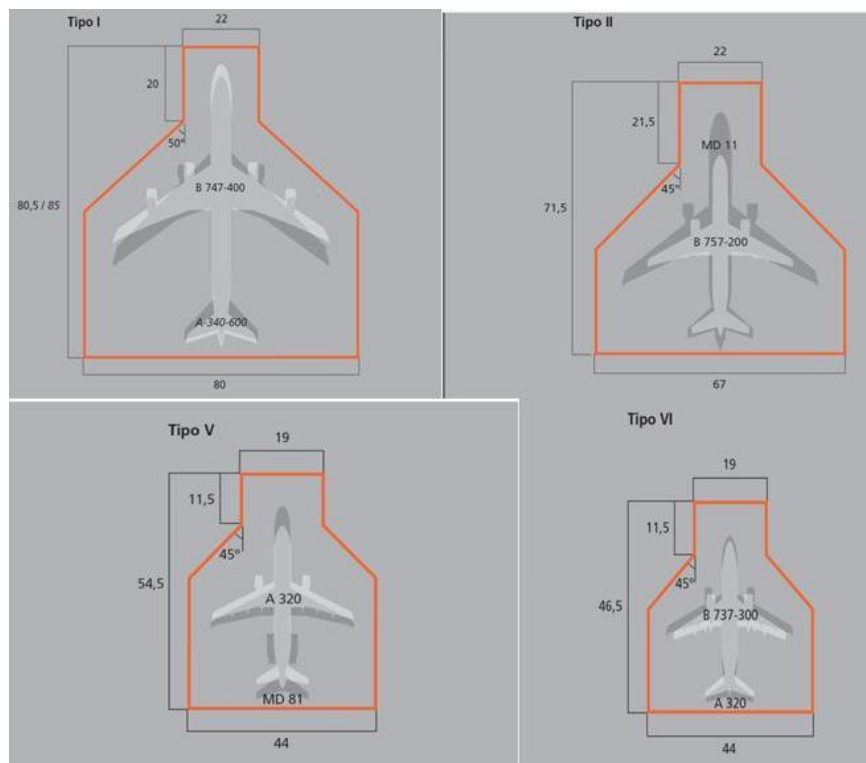 Tipo I
22
20
50°
B 747-400
80,5 / 85
A-340-600
80
Tipo II
22
21,5
MD 11
45°
71,5
B 757-200
67
Tipo V
19
11,5
45°
54,5
A 320
MD 81
44
Tipo VI
19
11,5
45°
46,5
B 737-300
A 320
44